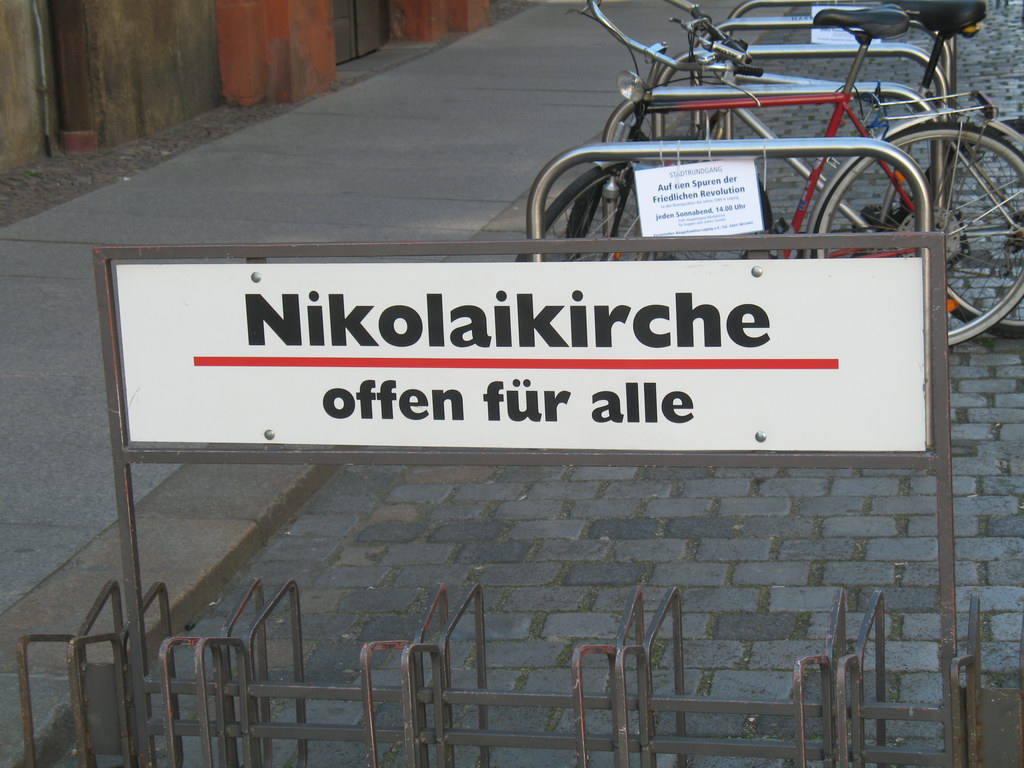 STADTRUNDGANG
Auf den Spuren der
Friedlichen Revolution
jeden Sonnabend, 14.00 Uhr
Nikolaikirche
offen für alle